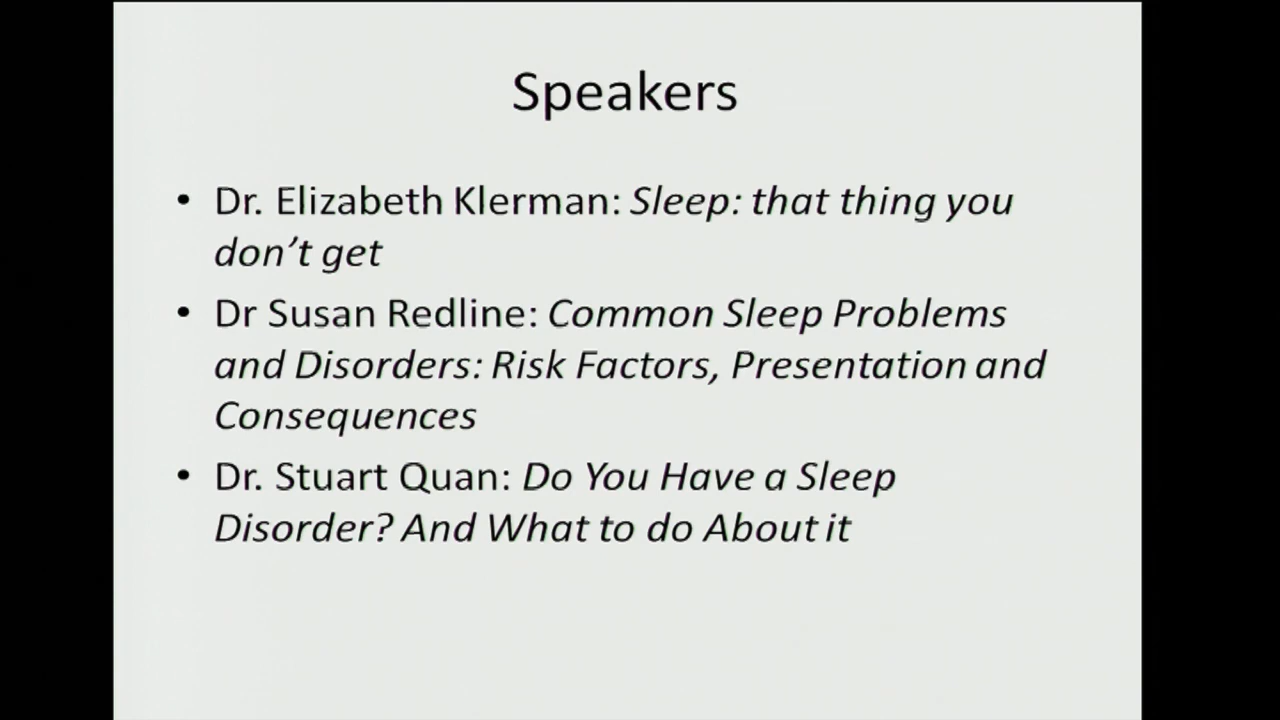 Speakers
• Dr. Elizabeth Klerman: Sleep: that thing you
don’t get
• Dr Susan Redline: Common Sleep Problems
and Disorders: Risk Factors, Presentation and
Consequences
• Dr. Stuart Quan: Do You Have a Sleep
Disorder? And What to do About it